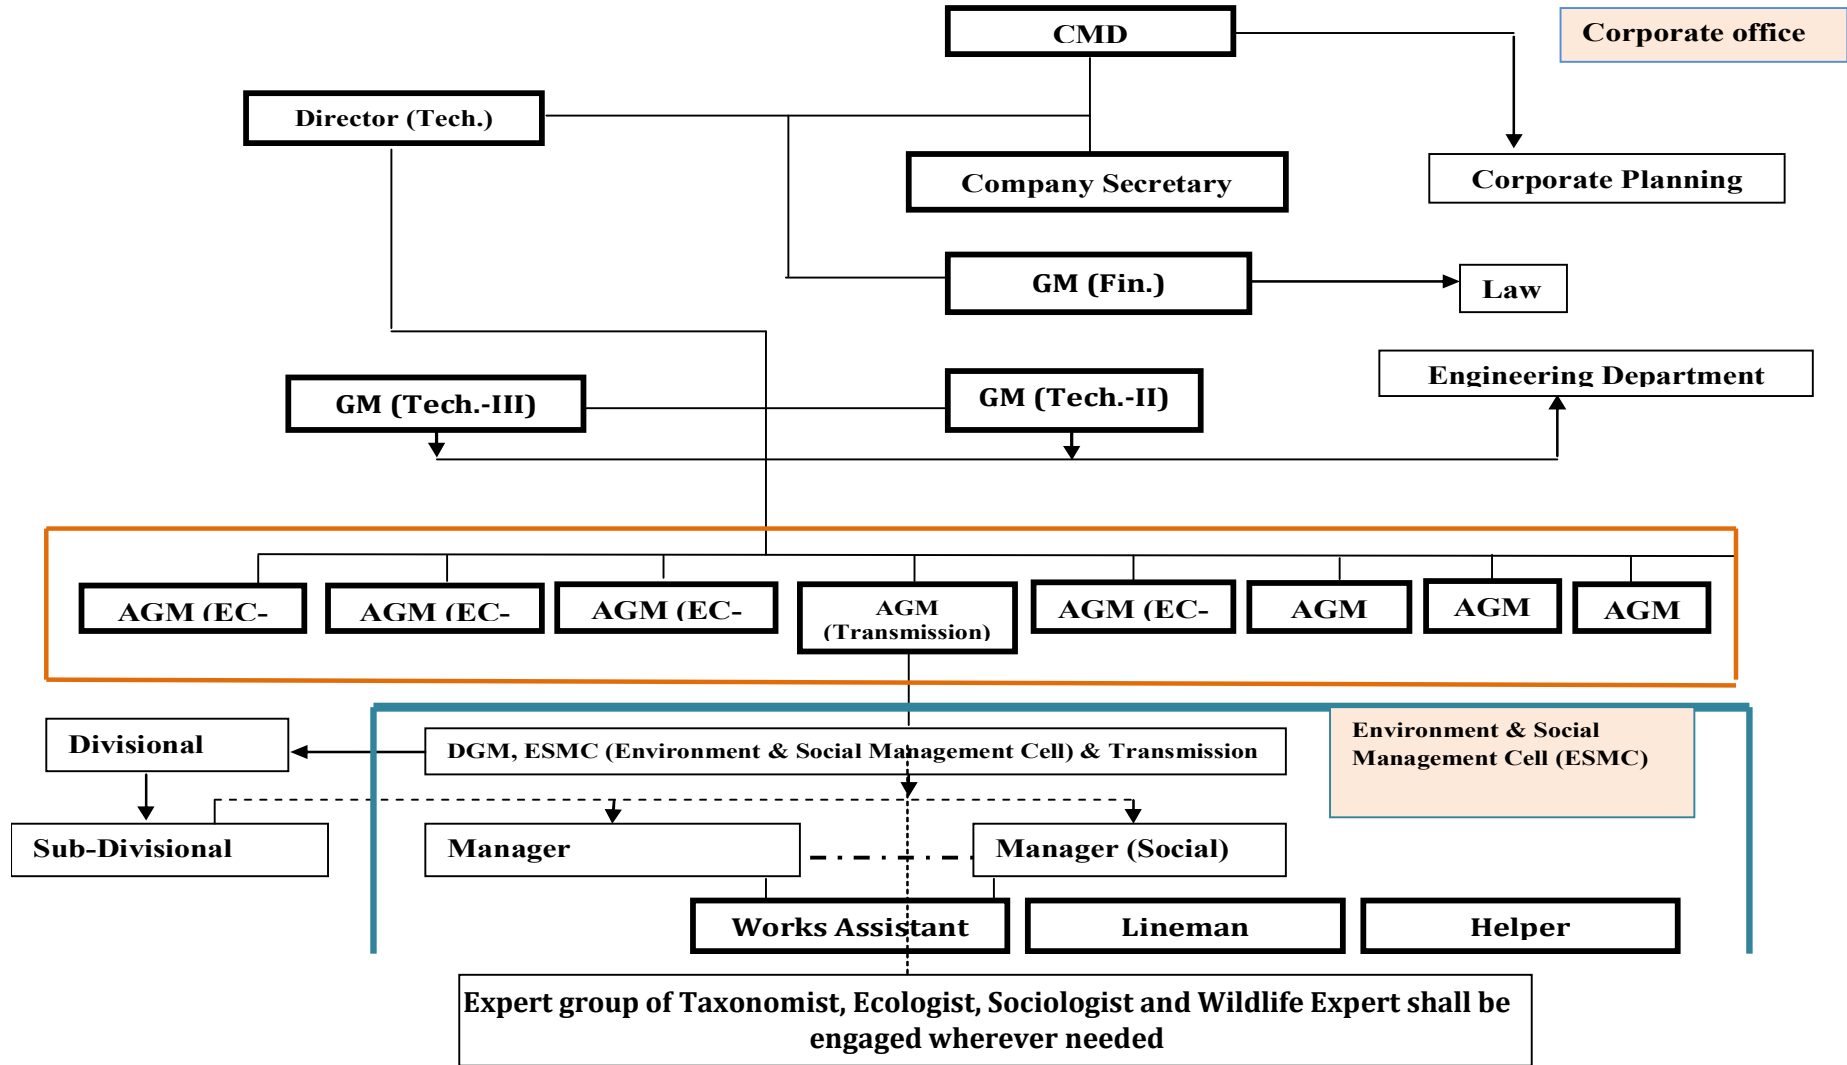 CMD
Corporate office
Director (Tech.)
Company Secretary
Corporate Planning
GM (Fin.)
Law
Engineering Department
GM (Tech.-III)
GM (Tech.-II)
AGM (EC-
AGM (EC-
AGM (EC-
AGM
(Transmission)
AGM (EC-
AGM
AGM
AGM
Divisional
DGM, ESMC (Environment & Social Management Cell) & Transmission
Environment & Social
Management Cell (ESMC)
Sub-Divisional
Manager
Manager (Social)
Works Assistant
Lineman
Helper
Expert group of Taxonomist, Ecologist, Sociologist and Wildlife Expert shall be
engaged wherever needed